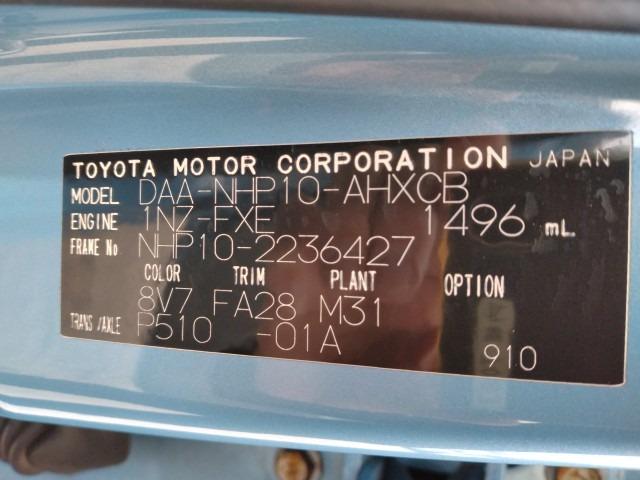 TOYOTA MOTOR CORPORATION JAPAN
MODEL DAA-NHP10-AHXCB
ENGINE 1NZ-FXE 1496 mL.
FRAME No NHP10-2236427
COLOR TRIM PLANT OPTION
8V7 FA28 M31
TRANS /AXLE P510 -01A
910